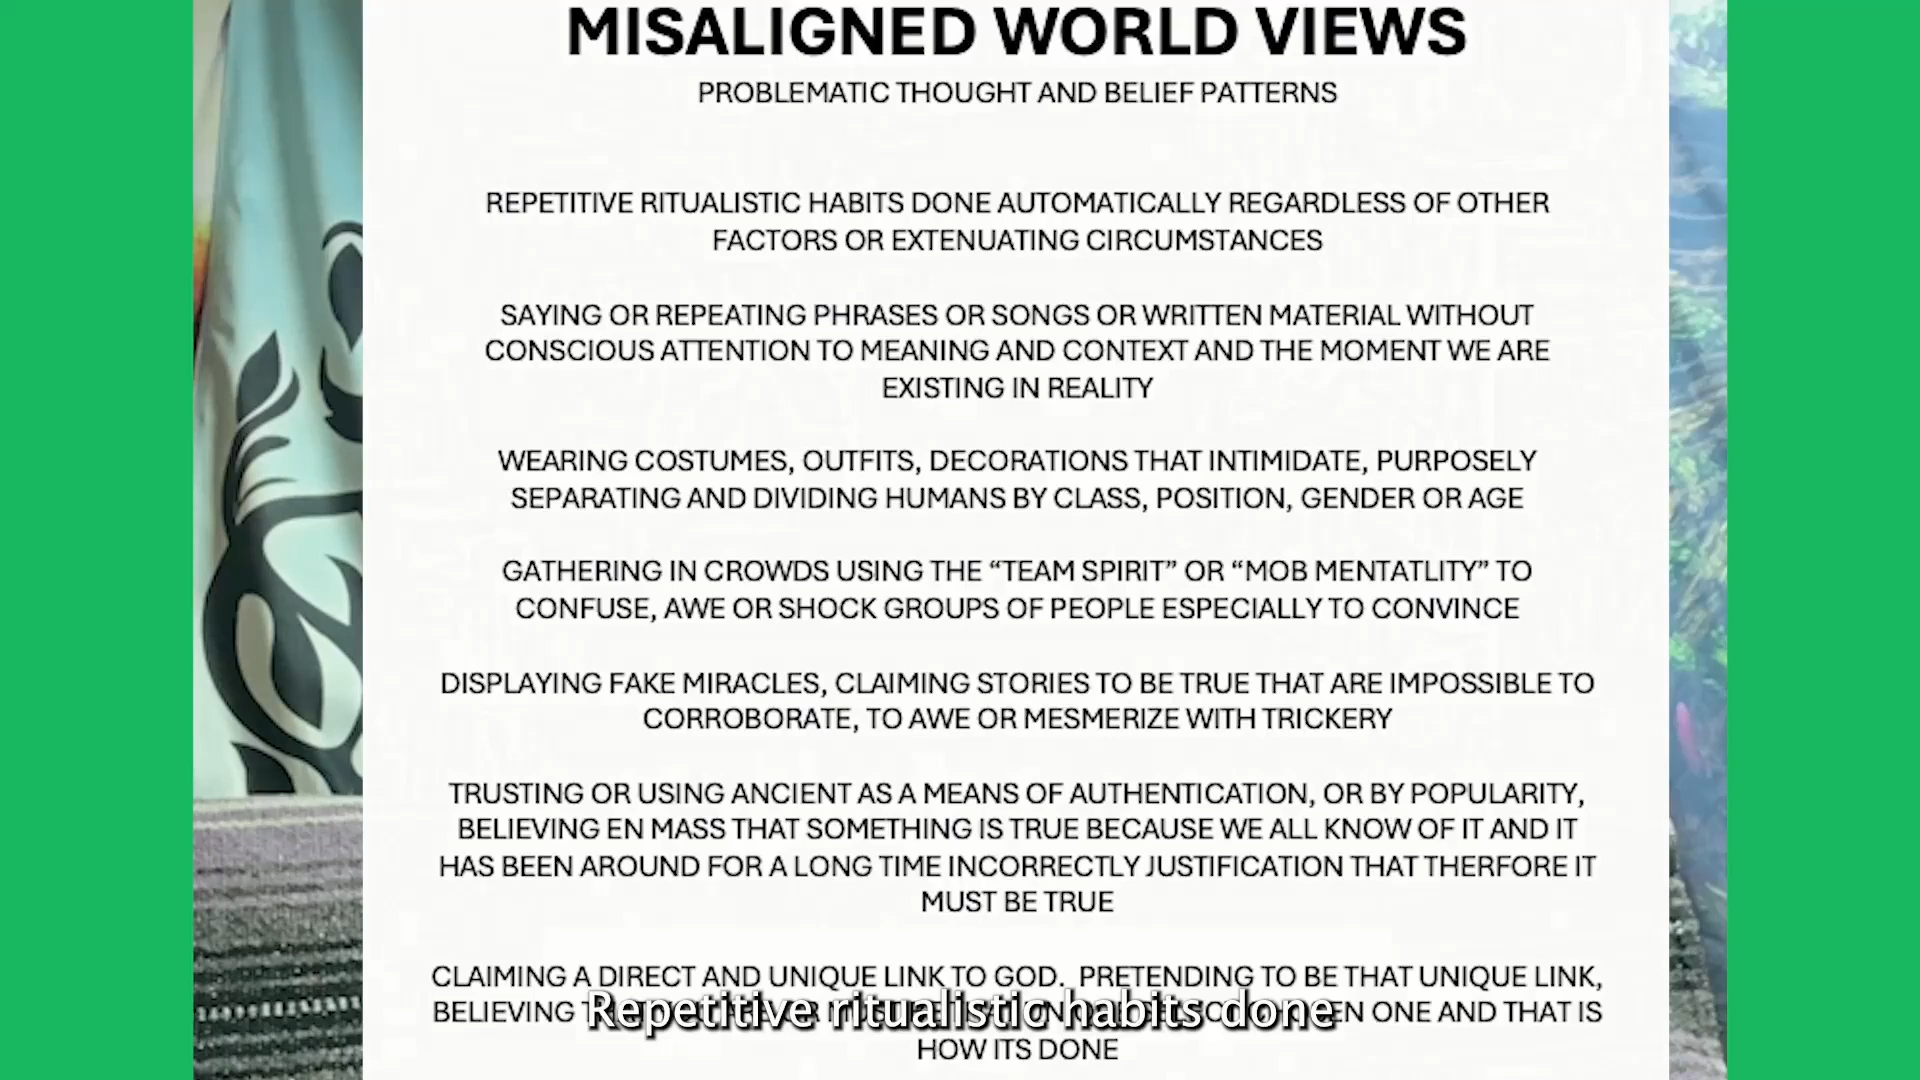 MISALIGNED WORLD VIEWS
PROBLEMATIC THOUGHT AND BELIEF PATTERNS
REPETITIVE RITUALISTIC HABITS DONE AUTOMATICALLY REGARDLESS OF OTHER
FACTORS OR EXTENUATING CIRCUMSTANCES
SAYING OR REPEATING PHRASES OR SONGS OR WRITTEN MATERIAL WITHOUT
CONSCIOUS ATTENTION TO MEANING AND CONTEXT AND THE MOMENT WE ARE
EXISTING IN REALITY
WEARING COSTUMES, OUTFITS, DECORATIONS THAT INTIMIDATE, PURPOSELY
SEPARATING AND DIVIDING HUMANS BY CLASS, POSITION, GENDER OR AGE
GATHERING IN CROWDS USING THE “TEAM SPIRIT” OR “MOB MENTATLITY” TO
CONFUSE, AWE OR SHOCK GROUPS OF PEOPLE ESPECIALLY TO CONVINCE
DISPLAYING FAKE MIRACLES, CLAIMING STORIES TO BE TRUE THAT ARE IMPOSSIBLE TO
CORROBORATE, TO AWE OR MESMERIZE WITH TRICKERY
TRUSTING OR USING ANCIENT AS A MEANS OF AUTHENTICATION, OR BY POPULARITY,
BELIEVING EN MASS THAT SOMETHING IS TRUE BECAUSE WE ALL KNOW OF IT AND IT
HAS BEEN AROUND FOR A LONG TIME INCORRECTLY JUSTIFICATION THAT THERFORE IT
MUST BE TRUE
CLAIMING A DIRECT AND UNIQUE LINK TO GOD. PRETENDING TO BE THAT UNIQUE LINK,
BELIEVING ONE AND THAT IS
HOW ITS DONE
Repetitive ritualistic habits done